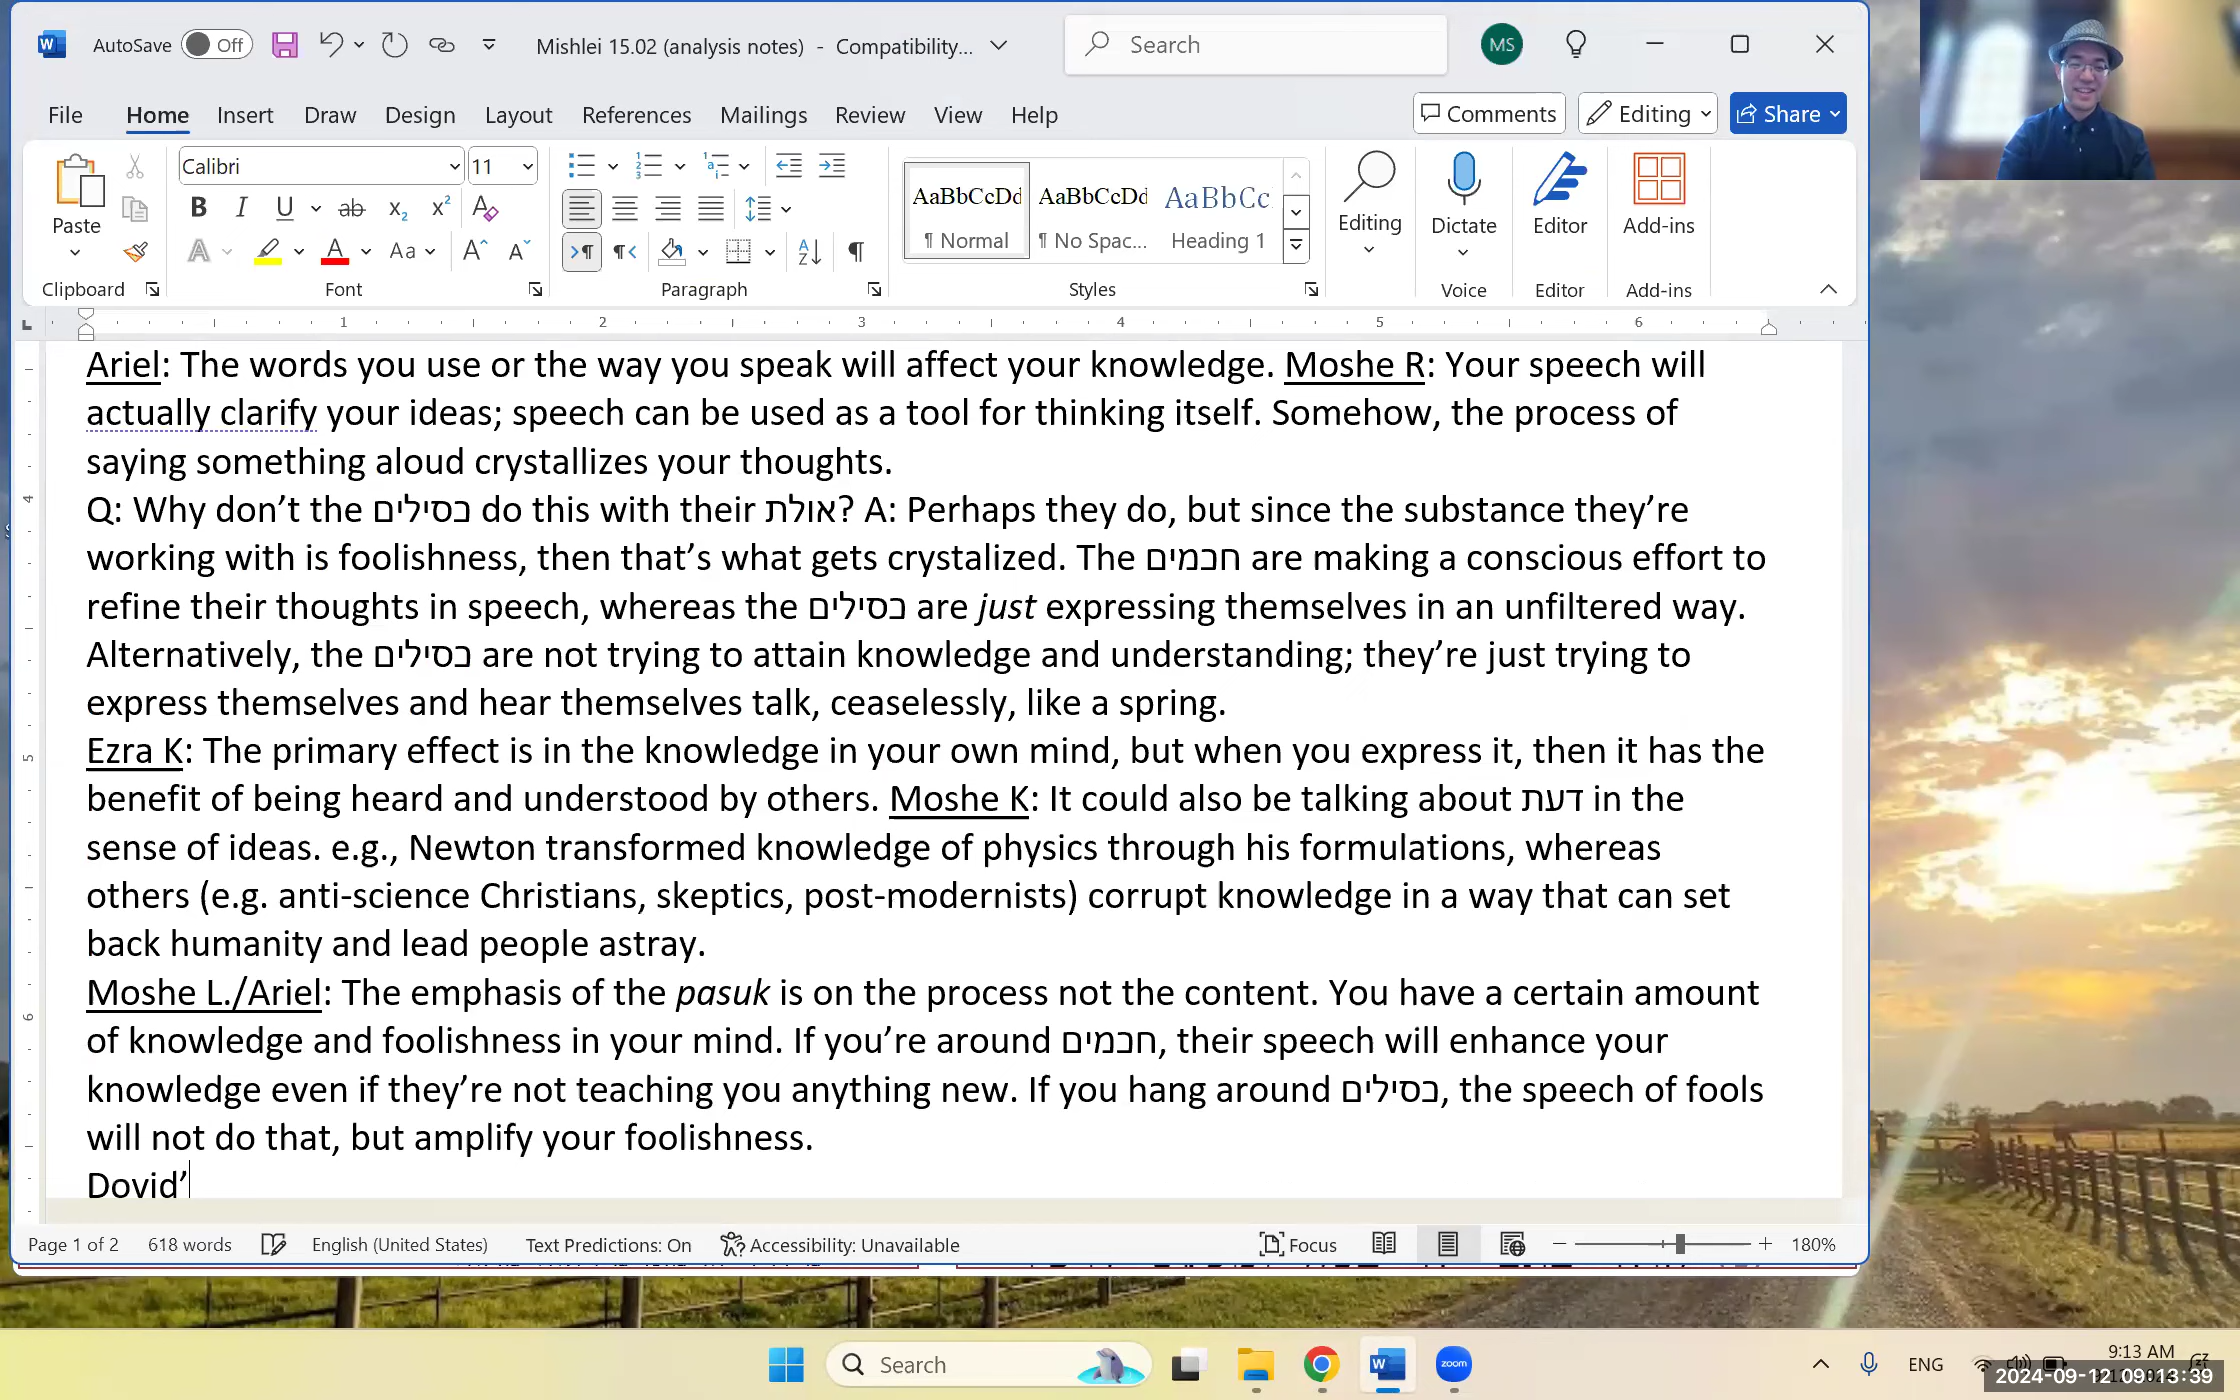 AutoSave Off Mishlei 15.02 (analysis notes) - Compatibility... Search MS
File Home Insert Draw Design Layout References Mailings Review View Help Comments Editing Share
Paste Calibri 11 AaBbCcDd AaBbCcDd AaBbCc Editing Dictate Editor Add-ins
¶ Normal ¶ No Spac... Heading 1
Clipboard Font Paragraph Styles Voice Editor Add-ins
1 2 3 4 5 6
Ariel: The words you use or the way you speak will affect your knowledge. Moshe R: Your speech will
actually clarify your ideas; speech can be used as a tool for thinking itself. Somehow, the process of
saying something aloud crystallizes your thoughts.
Q: Why don’t the כסילים do this with their אולת? A: Perhaps they do, but since the substance they’re
working with is foolishness, then that’s what gets crystalized. The חכמים are making a conscious effort to
refine their thoughts in speech, whereas the כסילים are just expressing themselves in an unfiltered way.
Alternatively, the כסילים are not trying to attain knowledge and understanding; they’re just trying to
express themselves and hear themselves talk, ceaselessly, like a spring.
Ezra K: The primary effect is in the knowledge in your own mind, but when you express it, then it has the
benefit of being heard and understood by others. Moshe K: It could also be talking about דעת in the
sense of ideas. e.g., Newton transformed knowledge of physics through his formulations, whereas
others (e.g. anti-science Christians, skeptics, post-modernists) corrupt knowledge in a way that can set
back humanity and lead people astray.
Moshe L./Ariel: The emphasis of the pasuk is on the process not the content. You have a certain amount
of knowledge and foolishness in your mind. If you’re around חכמים, their speech will enhance your
knowledge even if they’re not teaching you anything new. If you hang around כסילים, the speech of fools
will not do that, but amplify your foolishness.
Dovid’
Page 1 of 2 618 words English (United States) Text Predictions: On Accessibility: Unavailable Focus 180%
Search zoom ENG 9:13 AM
2024-09-12 09:13:39